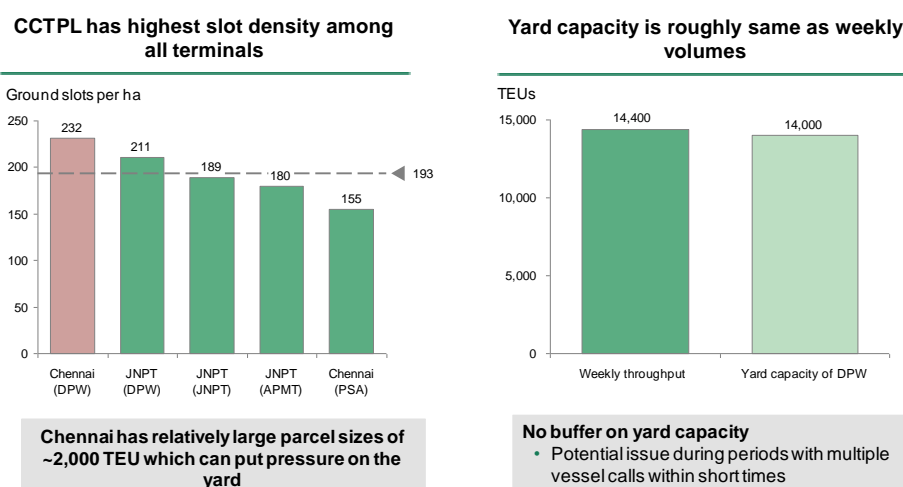 CCTPL has highest slot density among
all terminals
Ground slots per ha
250
200
150
100
50
0
232
211
189
180
155
193
Chennai
(DPW)
JNPT
(DPW)
JNPT
(JNPT)
JNPT
(APMT)
Chennai
(PSA)
Chennai has relatively large parcel sizes of
~2,000 TEU which can put pressure on the
yard
Yard capacity is roughly same as weekly
volumes
TEUs
15,000
10,000
5,000
0
14,400
14,000
Weekly throughput
Yard capacity of DPW
No buffer on yard capacity
• Potential issue during periods with multiple
vessel calls within short times